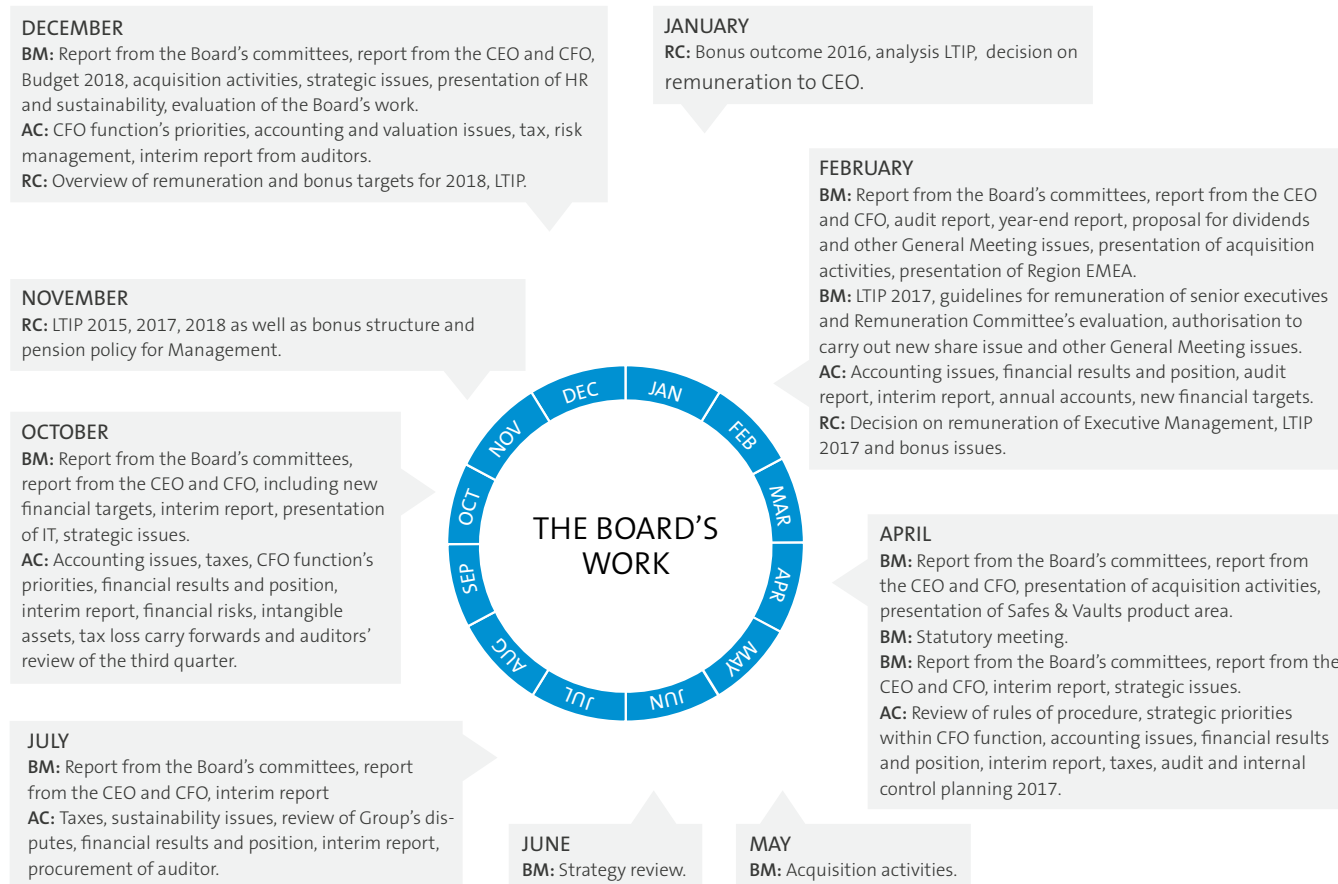 DECEMBER
BM: Report from the Board’s committees, report from the CEO and CFO,
Budget 2018, acquisition activities, strategic issues, presentation of HR
and sustainability, evaluation of the Board’s work.
AC: CFO function’s priorities, accounting and valuation issues, tax, risk
management, interim report from auditors.
RC: Overview of remuneration and bonus targets for 2018, LTIP.
JANUARY
RC: Bonus outcome 2016, analysis LTIP, decision on
remuneration to CEO.
FEBRUARY
BM: Report from the Board’s committees, report from the CEO
and CFO, audit report, year-end report, proposal for dividends
and other General Meeting issues, presentation of acquisition
activities, presentation of Region EMEA.
BM: LTIP 2017, guidelines for remuneration of senior executives
and Remuneration Committee’s evaluation, authorisation to
carry out new share issue and other General Meeting issues.
AC: Accounting issues, financial results and position, audit
report, interim report, annual accounts, new financial targets.
RC: Decision on remuneration of Executive Management, LTIP
2017 and bonus issues.
NOVEMBER
RC: LTIP 2015, 2017, 2018 as well as bonus structure and
pension policy for Management.
OCTOBER
BM: Report from the Board’s committees,
report from the CEO and CFO, including new
financial targets, interim report, presentation
of IT, strategic issues.
AC: Accounting issues, taxes, CFO function’s
priorities, financial results and position,
interim report, financial risks, intangible
assets, tax loss carry forwards and auditors’
review of the third quarter.
JAN
FEB
MAR
APR
MAY
JUN
JUL
AUG
SEP
OCT
NOV
DEC
THE BOARD’S
WORK
APRIL
BM: Report from the Board’s committees, report from
the CEO and CFO, presentation of acquisition activities,
presentation of Safes & Vaults product area.
BM: Statutory meeting.
BM: Report from the Board’s committees, report from the
CEO and CFO, interim report, strategic issues.
AC: Review of rules of procedure, strategic priorities
within CFO function, accounting issues, financial results
and position, interim report, taxes, audit and internal
control planning 2017.
JULY
BM: Report from the Board’s committees, report
from the CEO and CFO, interim report
AC: Taxes, sustainability issues, review of Group’s dis-
putes, financial results and position, interim report,
procurement of auditor.
JUNE
BM: Strategy review.
MAY
BM: Acquisition activities.